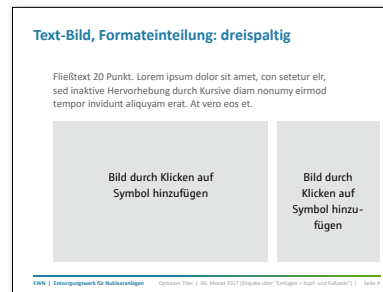 Text-Bild, Formateinteilung: dreispaltig
Fließtext 20 Punkt. Lorem ipsum dolor sit amet, con setetur elr,
sed inaktive Hervorhebung durch Kursive diam nonumy eirmod
tempor invidunt aliquyam erat. At vero eos et.
Bild durch Klicken auf
Symbol hinzufügen
Bild durch
Klicken auf
Symbol hinzu-
fügen
EWN | Entsorgungswerk für Nuklearanlagen Optional: Titel | 00. Monat 2017 (Eingabe über "Einfügen > Kopf- und Fußzeile") | Seite 8